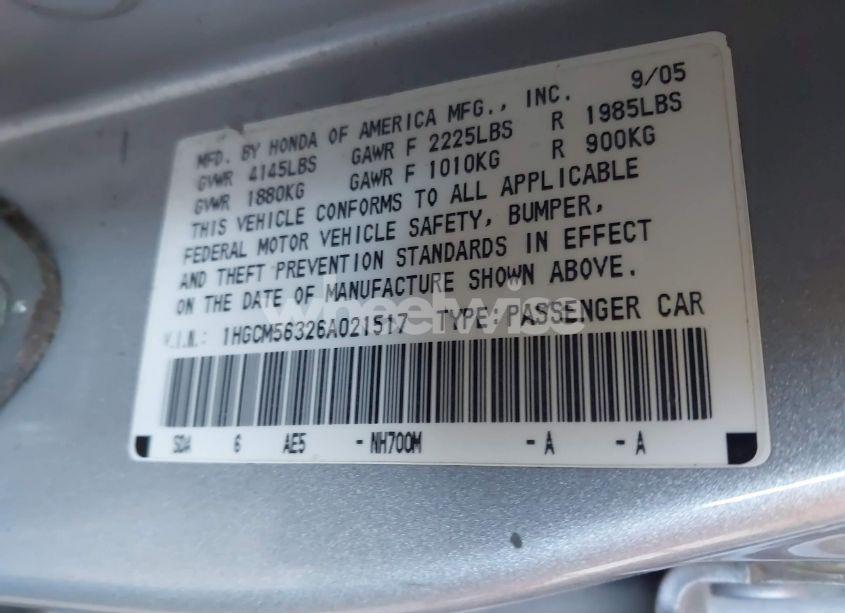 9/05
MFD. BY HONDA OF AMERICA MFG., INC.
GVWR 4145LBS GAWR F 2225LBS R 1985LBS
GVWR 1880KG GAWR F 1010KG R 900KG
THIS VEHICLE CONFORMS TO ALL APPLICABLE
FEDERAL MOTOR VEHICLE SAFETY, BUMPER,
AND THEFT PREVENTION STANDARDS IN EFFECT
ON THE DATE OF MANUFACTURE SHOWN ABOVE.
V.I.N.: 1HGCM56326A021517 TYPE: PASSENGER CAR
wheelwise
SDA 6 AE5 -NH700M -A -A